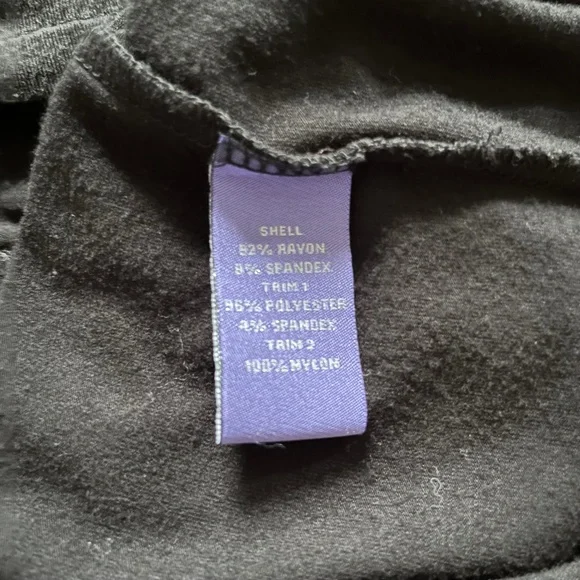 SHELL
92% RAYON
8% SPANDEX
TRIM 1
96% POLYESTER
4% SPANDEX
TRIM 2
100% NYLON